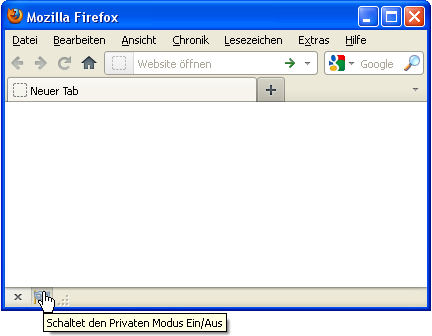 Mozilla Firefox
Datei Bearbeiten Ansicht Chronik Lesezeichen Extras Hilfe
Website öffnen Google
Neuer Tab
Schaltet den Privaten Modus Ein/Aus